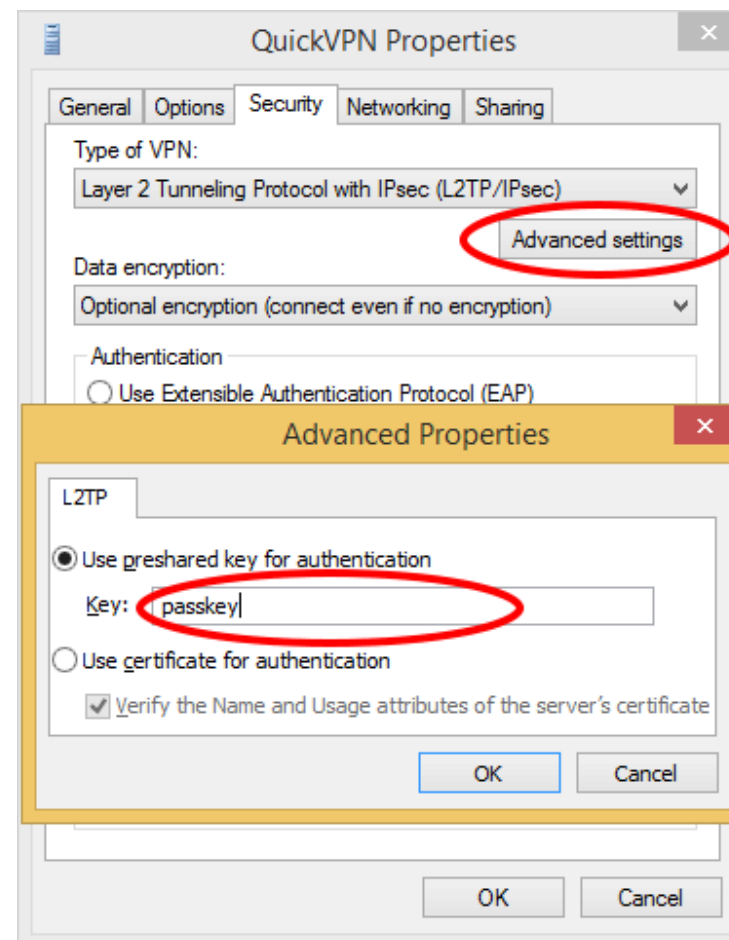 QuickVPN Properties
General Options Security Networking Sharing
Type of VPN:
Layer 2 Tunneling Protocol with IPsec (L2TP/IPsec)
Advanced settings
Data encryption:
Optional encryption (connect even if no encryption)
Authentication
Use Extensible Authentication Protocol (EAP)
Advanced Properties
L2TP
Use preshared key for authentication
Key: passkey
Use certificate for authentication
Verify the Name and Usage attributes of the server's certificate
OK Cancel
OK Cancel